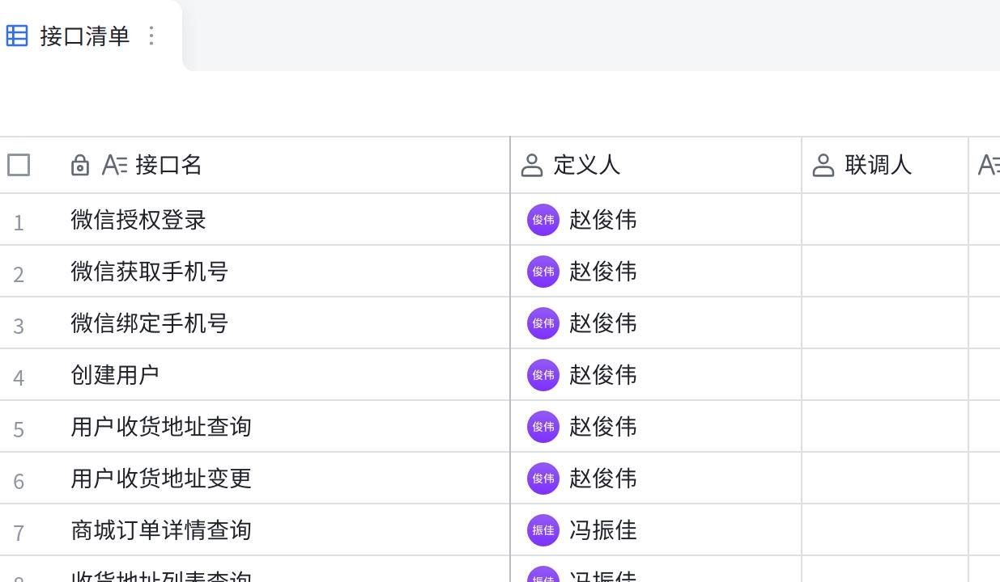 接口清单
接口名 定义人 联调人
1 微信授权登录 俊伟 赵俊伟
2 微信获取手机号 俊伟 赵俊伟
3 微信绑定手机号 俊伟 赵俊伟
4 创建用户 俊伟 赵俊伟
5 用户收货地址查询 俊伟 赵俊伟
6 用户收货地址变更 俊伟 赵俊伟
7 商城订单详情查询 振佳 冯振佳
8 收货地址列表查询 振佳 冯振佳